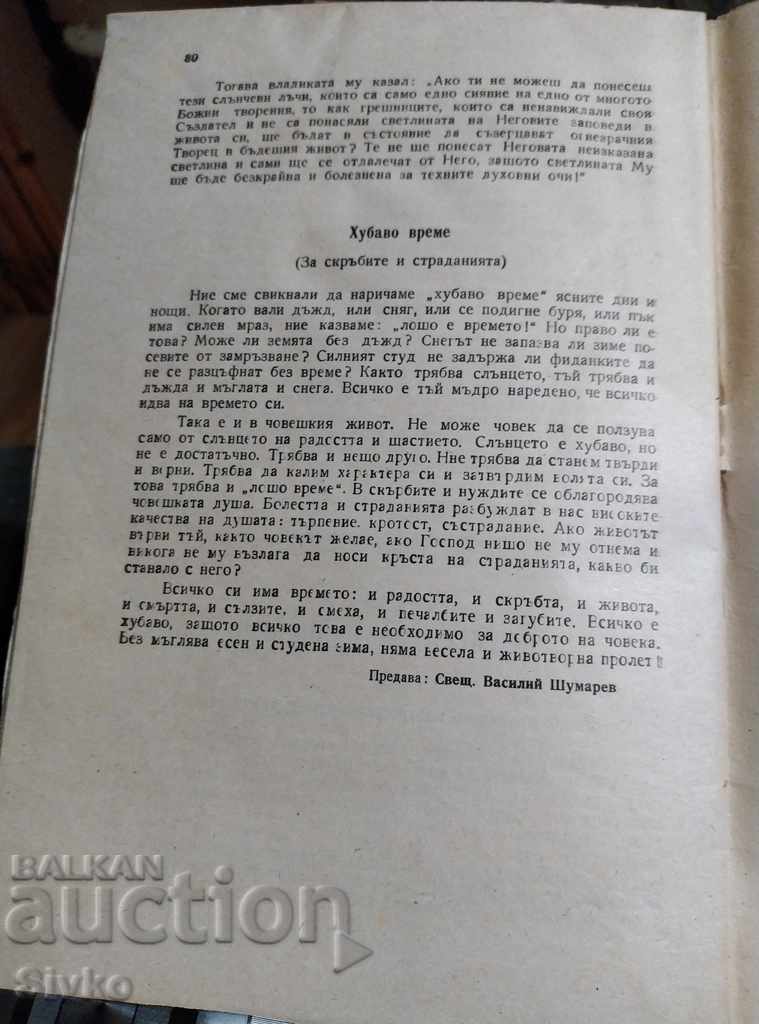 80
Тогава владиката му казал: „Ако ти не можеш да понесеш
тези слънчеви лъчи, които са само едно сияние на едно от многото
Божии творения, то как грешниците, които са ненавиждали своя
Създател и не са понасяли светлината на Неговите заповеди в
живота си, ще бъдат в състояние да съзерцават огнезрачния
Творец в бъдещия живот? Те не ще понесат Неговата неизказана
светлина и сами ще се отдалечат от Него, защото светлината Му
ще бъде безкрайна и болезнена за техните духовни очи!“
Хубаво време
(За скръбите и страданията)
Ние сме свикнали да наричаме „хубаво време“ ясните дни и
нощи. Когато вали дъжд, или сняг, или се подигне буря, или пък
има силен мраз, ние казваме: „лошо е времето!“ Но право ли е
това? Може ли земята без дъжд? Снегът не запазва ли зиме по-
севите от замръзване? Силният студ не задържа ли фиданките да
не се разцъфнат без време? Както трябва слънцето, тъй трябва и
дъжда и мъглата и снега. Всичко е тъй мъдро наредено, че всичко
идва на времето си.
Така е и в човешкия живот. Не може човек да се ползува
само от слънцето на радостта и щастието. Слънцето е хубаво, но
не е достатъчно. Трябва и нещо друго. Ние трябва да станем твърди
и верни. Трябва да калим характера си и затвърдим волята си. За
това трябва и „лошо време“. В скърбите и нуждите се облагородява
човешката душа. Болестта и страданията разбуждат в нас високите
качества на душата: търпение. кротост, състрадание. Ако животът
върви тъй, както човекът желае, ако Господ нищо не му отнема и
никога не му възлага да носи кръста на страданията, какво би
ставало с него?
Всичко си има времето: и радостта, и скръбта, и живота,
и смъртта, и сълзите, и смеха, и печалбите и загубите. Всичко е
хубаво, защото всичко това е необходимо за доброто на човека.
Без мъглява есен и студена зима, няма весела и животворна пролет!
Предава: Свещ. Василий Шумарев
BALKAN
auction
Sivko